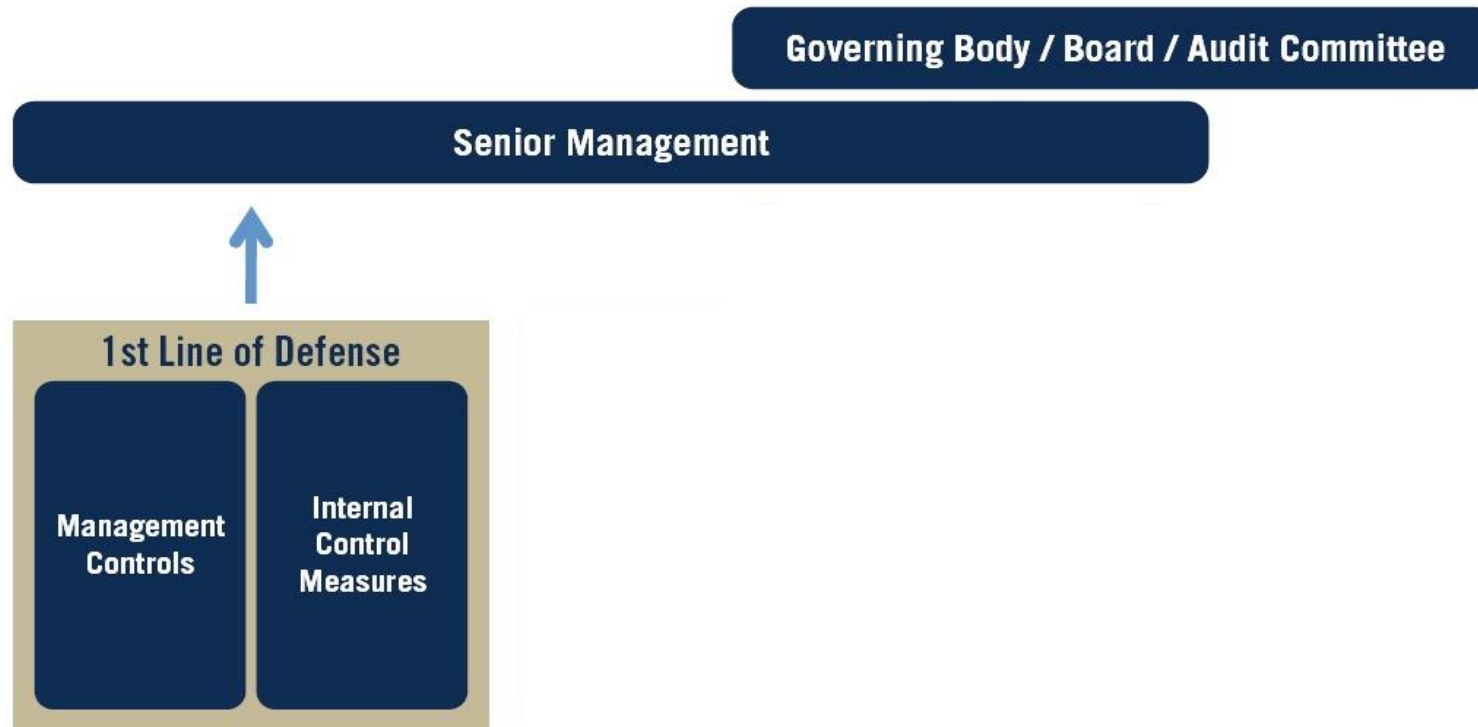 Governing Body / Board / Audit Committee
Senior Management
1st Line of Defense
Management
Controls
Internal
Control
Measures